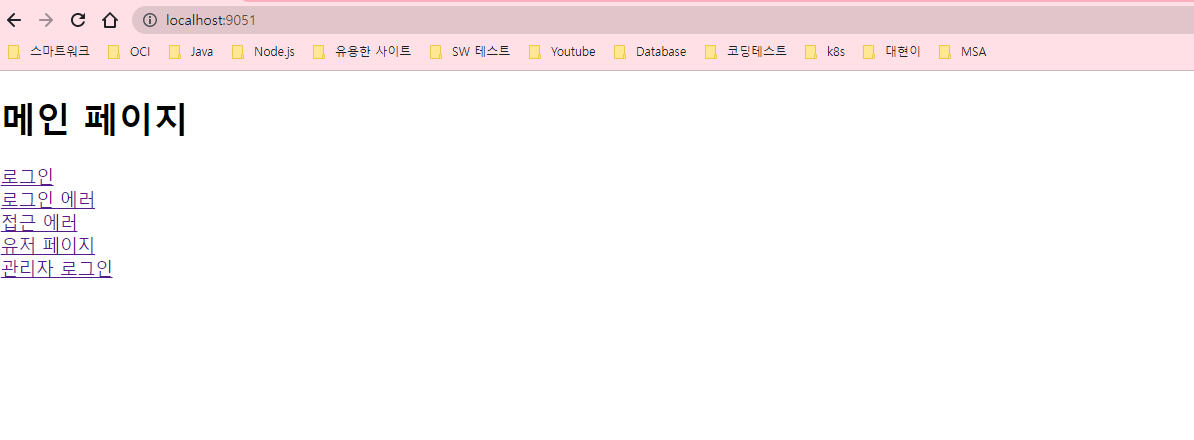 localhost:9051
스마트워크 OCI Java Node.js 유용한 사이트 SW 테스트 Youtube Database 코딩테스트 k8s 대현이 MSA
메인 페이지
로그인
로그인 에러
접근 에러
유저 페이지
관리자 로그인